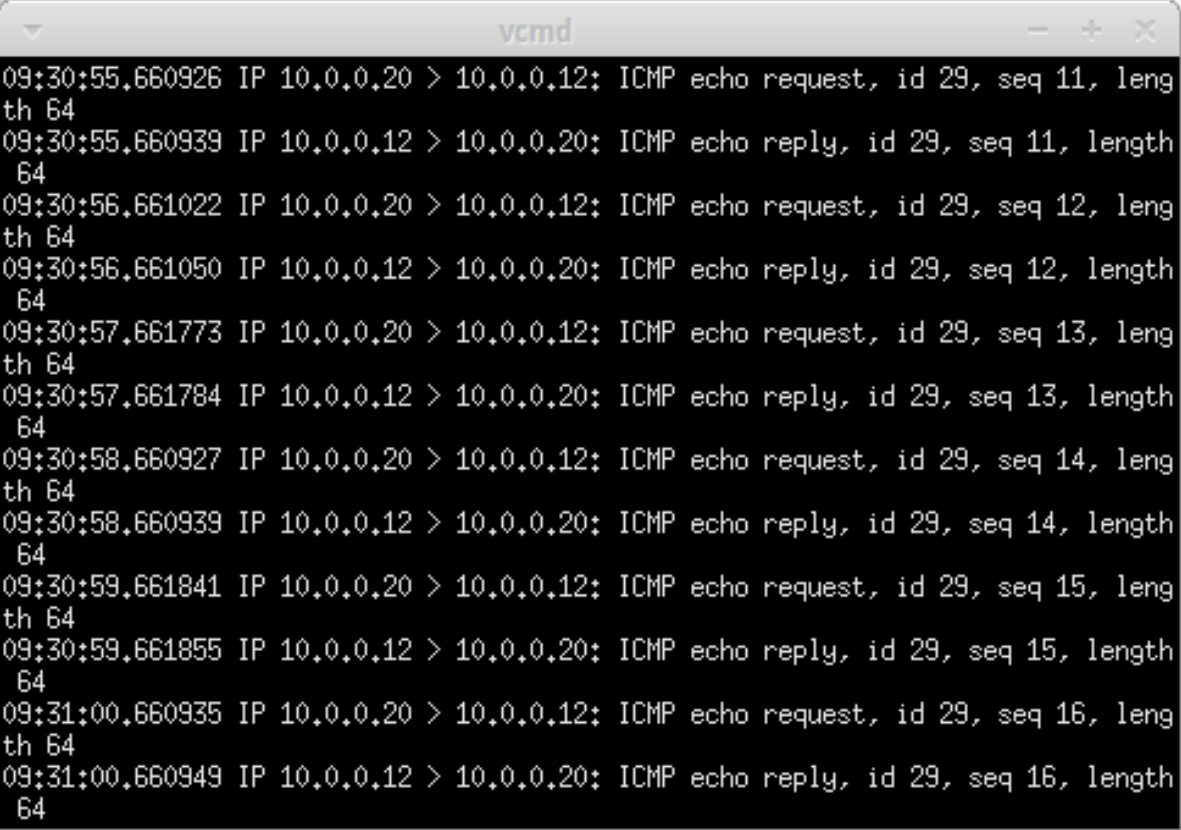 vcmd
09:30:55.660926 IP 10.0.0.20 > 10.0.0.12: ICMP echo request, id 29, seq 11, leng
th 64
09:30:55.660939 IP 10.0.0.12 > 10.0.0.20: ICMP echo reply, id 29, seq 11, length
 64
09:30:56.661022 IP 10.0.0.20 > 10.0.0.12: ICMP echo request, id 29, seq 12, leng
th 64
09:30:56.661050 IP 10.0.0.12 > 10.0.0.20: ICMP echo reply, id 29, seq 12, length
 64
09:30:57.661773 IP 10.0.0.20 > 10.0.0.12: ICMP echo request, id 29, seq 13, leng
th 64
09:30:57.661784 IP 10.0.0.12 > 10.0.0.20: ICMP echo reply, id 29, seq 13, length
 64
09:30:58.660927 IP 10.0.0.20 > 10.0.0.12: ICMP echo request, id 29, seq 14, leng
th 64
09:30:58.660939 IP 10.0.0.12 > 10.0.0.20: ICMP echo reply, id 29, seq 14, length
 64
09:30:59.661841 IP 10.0.0.20 > 10.0.0.12: ICMP echo request, id 29, seq 15, leng
th 64
09:30:59.661855 IP 10.0.0.12 > 10.0.0.20: ICMP echo reply, id 29, seq 15, length
 64
09:31:00.660935 IP 10.0.0.20 > 10.0.0.12: ICMP echo request, id 29, seq 16, leng
th 64
09:31:00.660949 IP 10.0.0.12 > 10.0.0.20: ICMP echo reply, id 29, seq 16, length
 64